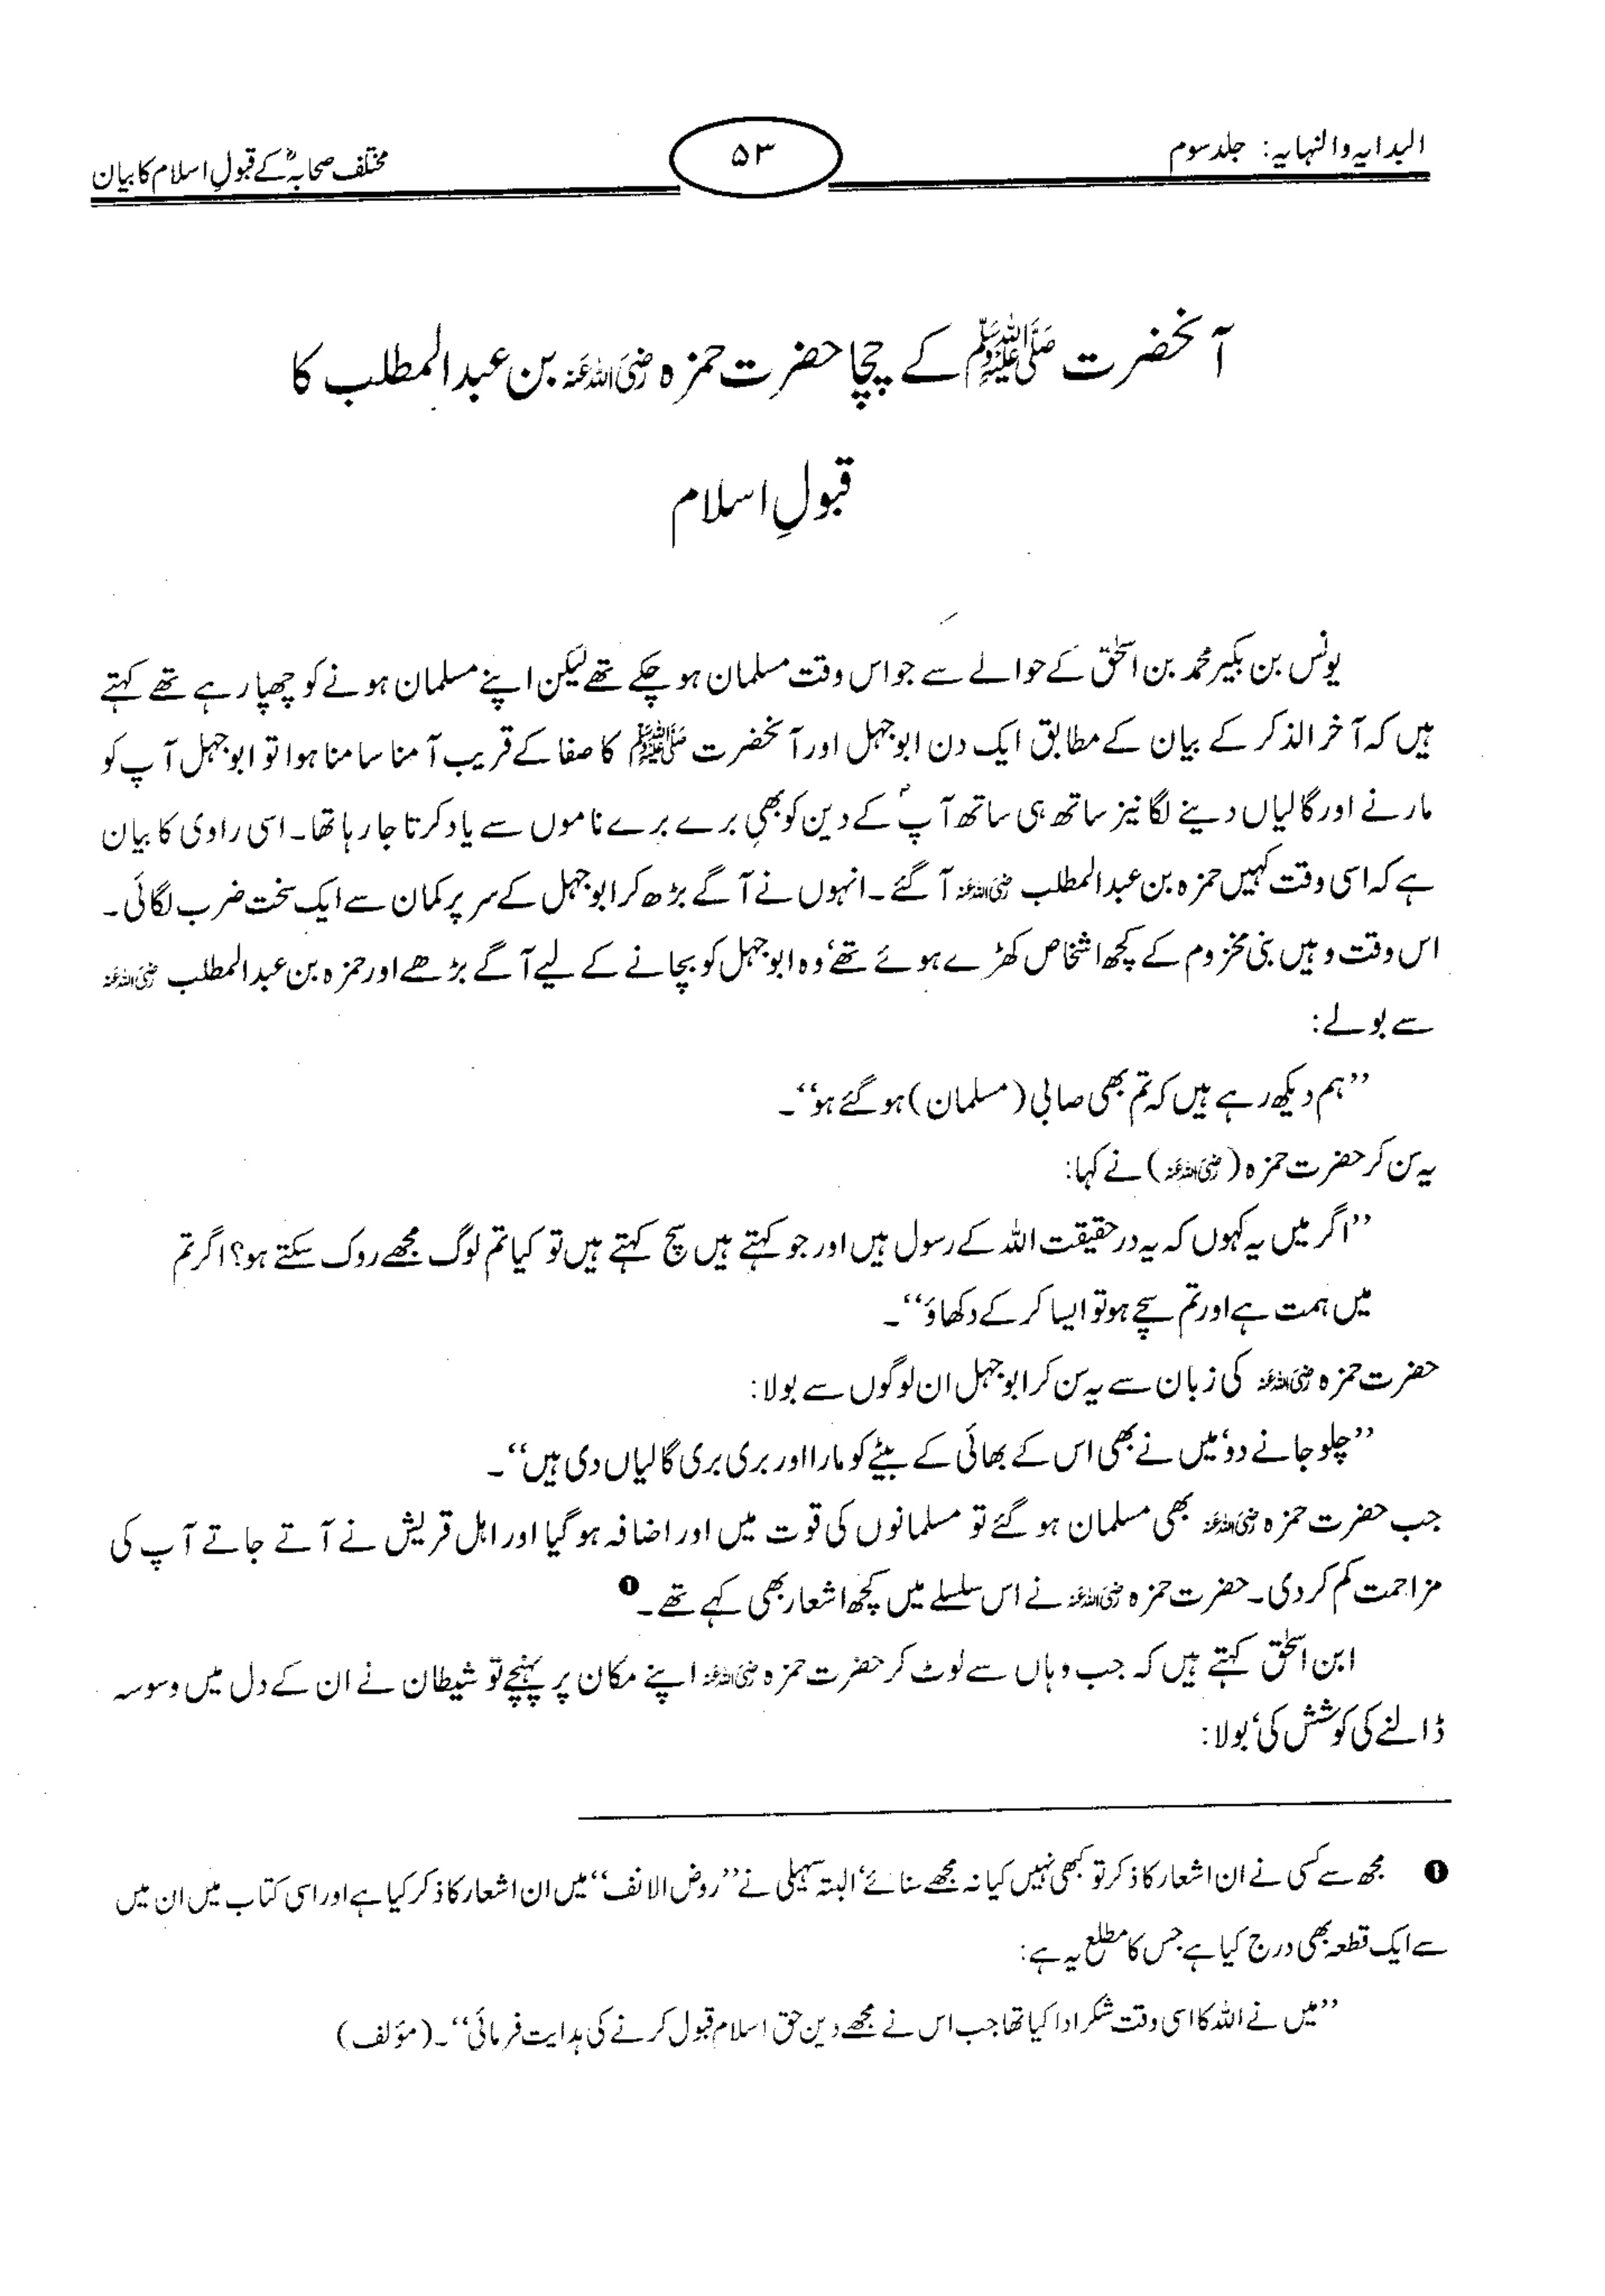 البدایہ والنہایہ: جلد سوم
۵۳
مختلف صحابہؓ کے قبولِ اسلام کا بیان
آنحضرت ﷺ کے چچا حضرت حمزہ رضی اللہ عنہ بن عبدالمطلب کا
قبولِ اسلام
یونس بن بکیر محمد بن اسحٰق کے حوالے سے جو اس وقت مسلمان ہو چکے تھے لیکن اپنے مسلمان ہونے کو چھپا رہے تھے کہتے
ہیں کہ آخر الذکر کے بیان کے مطابق ایک دن ابوجہل اور آنحضرت ﷺ کا صفا کے قریب آمنا سامنا ہوا تو ابوجہل آپ کو
مارنے اور گالیاں دینے لگا نیز ساتھ ہی ساتھ آپؐ کے دین کو بھی برے برے ناموں سے یاد کرتا جا رہا تھا۔ اسی راوی کا بیان
ہے کہ اسی وقت کہیں حمزہ بن عبدالمطلب رضی اللہ عنہ آ گئے۔ انہوں نے آگے بڑھ کر ابوجہل کے سر پر کمان سے ایک سخت ضرب لگائی۔
اس وقت وہیں بنی مخزوم کے کچھ اشخاص کھڑے ہوئے تھے، وہ ابوجہل کو بچانے کے لیے آگے بڑھے اور حمزہ بن عبدالمطلب رضی اللہ عنہ
سے بولے:
’’ہم دیکھ رہے ہیں کہ تم بھی صابی (مسلمان) ہو گئے ہو‘‘۔
یہ سن کر حضرت حمزہ (رضی اللہ عنہ) نے کہا:
’’اگر میں یہ کہوں کہ یہ درحقیقت اللہ کے رسول ہیں اور جو کہتے ہیں سچ کہتے ہیں تو کیا تم لوگ مجھے روک سکتے ہو؟ اگر تم
میں ہمت ہے اور تم سچے ہو تو ایسا کر کے دکھاؤ‘‘۔
حضرت حمزہ رضی اللہ عنہ کی زبان سے یہ سن کر ابوجہل ان لوگوں سے بولا:
’’چلو جانے دو، میں نے بھی اس کے بھائی کے بیٹے کو مارا اور بری بری گالیاں دی ہیں‘‘۔
جب حضرت حمزہ رضی اللہ عنہ بھی مسلمان ہو گئے تو مسلمانوں کی قوت میں اور اضافہ ہو گیا اور اہل قریش نے آتے جاتے آپ کی
مزاحمت کم کر دی۔ حضرت حمزہ رضی اللہ عنہ نے اس سلسلے میں کچھ اشعار بھی کہے تھے۔ ❶
ابن اسحٰق کہتے ہیں کہ جب وہاں سے لوٹ کر حضرت حمزہ رضی اللہ عنہ اپنے مکان پر پہنچے تو شیطان نے ان کے دل میں وسوسہ
ڈالنے کی کوشش کی، بولا:
❶ مجھ سے کسی نے ان اشعار کا ذکر تو کبھی نہیں کیا نہ مجھے سنائے، البتہ سہیلی نے ’’روض الانف‘‘ میں ان اشعار کا ذکر کیا ہے اور اسی کتاب میں ان میں
سے ایک قطعہ بھی درج کیا ہے جس کا مطلع یہ ہے:
’’میں نے اللہ کا اسی وقت شکر ادا کیا تھا جب اس نے مجھے دین حق اسلام قبول کرنے کی ہدایت فرمائی‘‘۔ (مؤلف)